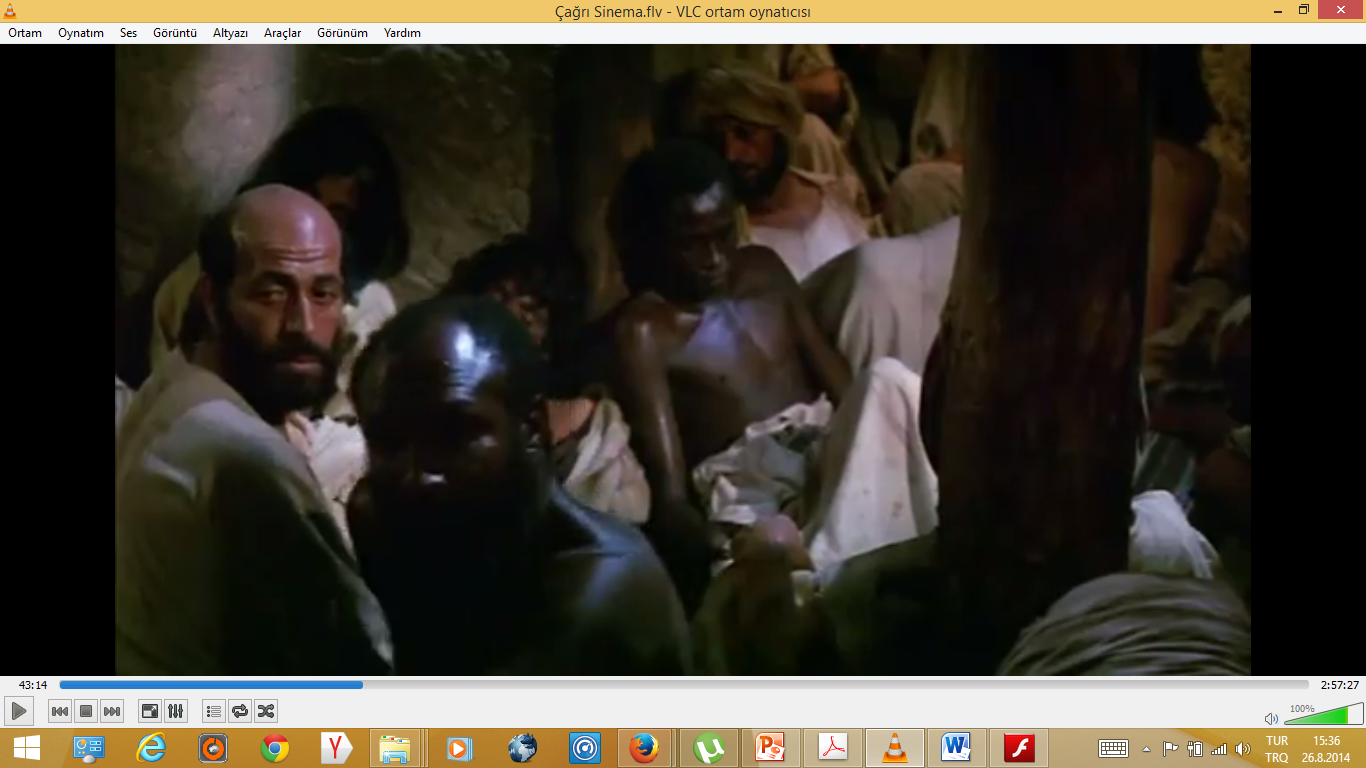 Çağrı Sinema.flv - VLC ortam oynatıcısı
Ortam Oynatım Ses Görüntü Altyazı Araçlar Görünüm Yardım
43:14 2:57:27
100%
TUR 15:36
TRQ 26.8.2014